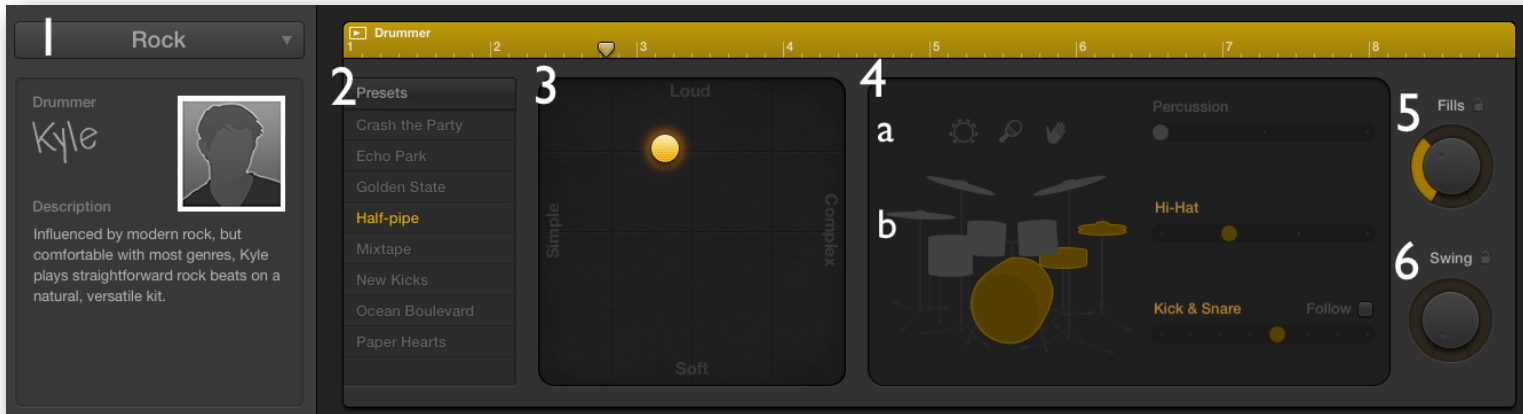 1
Rock
Drummer
Kyle
Description
Influenced by modern rock, but
comfortable with most genres, Kyle
plays straightforward rock beats on a
natural, versatile kit.
Drummer
1 2 3 4 5 6 7 8
2
Presets
Crash the Party
Echo Park
Golden State
Half-pipe
Mixtape
New Kicks
Ocean Boulevard
Paper Hearts
3
Loud
Simple
Complex
Soft
4
a
b
Percussion
Hi-Hat
Kick & Snare Follow
5
Fills
6
Swing